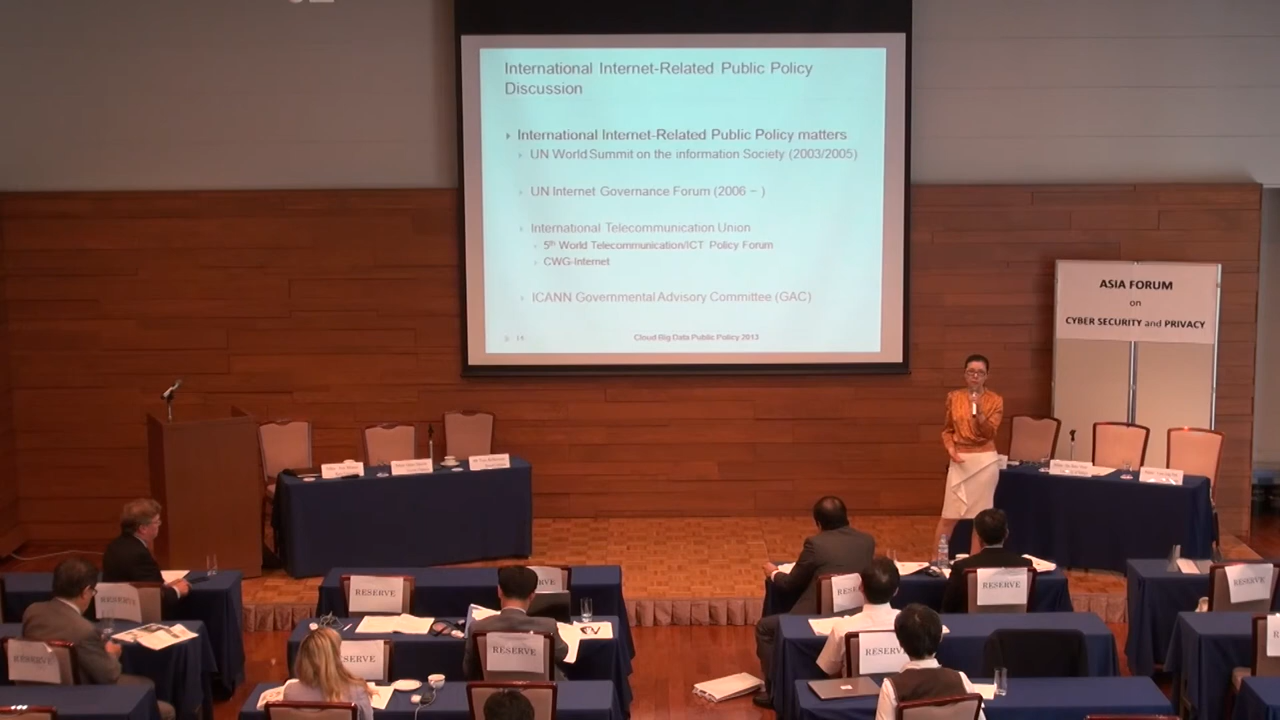 International Internet-Related Public Policy
Discussion
International Internet-Related Public Policy matters
UN World Summit on the information Society (2003/2005)
UN Internet Governance Forum (2006 – )
International Telecommunication Union
5th World Telecommunication/ICT Policy Forum
CWG-Internet
ICANN Governmental Advisory Committee (GAC)
14
Cloud Big Data Public Policy 2013
ASIA FORUM
on
CYBER SECURITY and PRIVACY
RESERVE
RESERVE
RESERVE
RESERVE
RESERVE
RESERVE
RESERVE
RESERVE
RESERVE